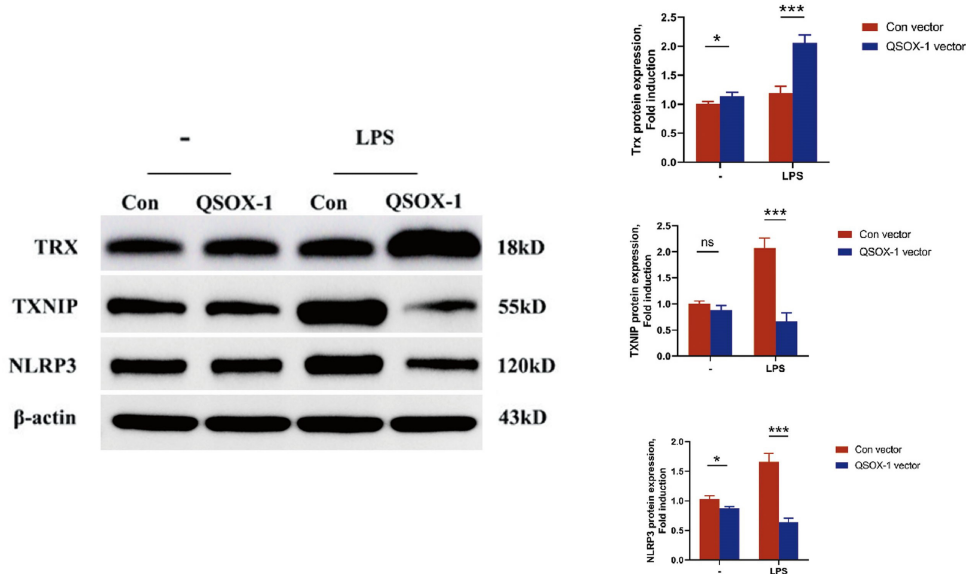 - LPS
Con QSOX-1 Con QSOX-1
TRX 18kD
TXNIP 55kD
NLRP3 120kD
β-actin 43kD
Trx protein expression,
Fold induction
2.5
2.0
1.5
1.0
0.5
0.0
*
***
- LPS
Con vector
QSOX-1 vector
TXNIP protein expression,
Fold induction
2.5
2.0
1.5
1.0
0.5
0.0
ns
***
- LPS
Con vector
QSOX-1 vector
NLRP3 protein expression,
Fold induction
2.0
1.5
1.0
0.5
0.0
*
***
- LPS
Con vector
QSOX-1 vector